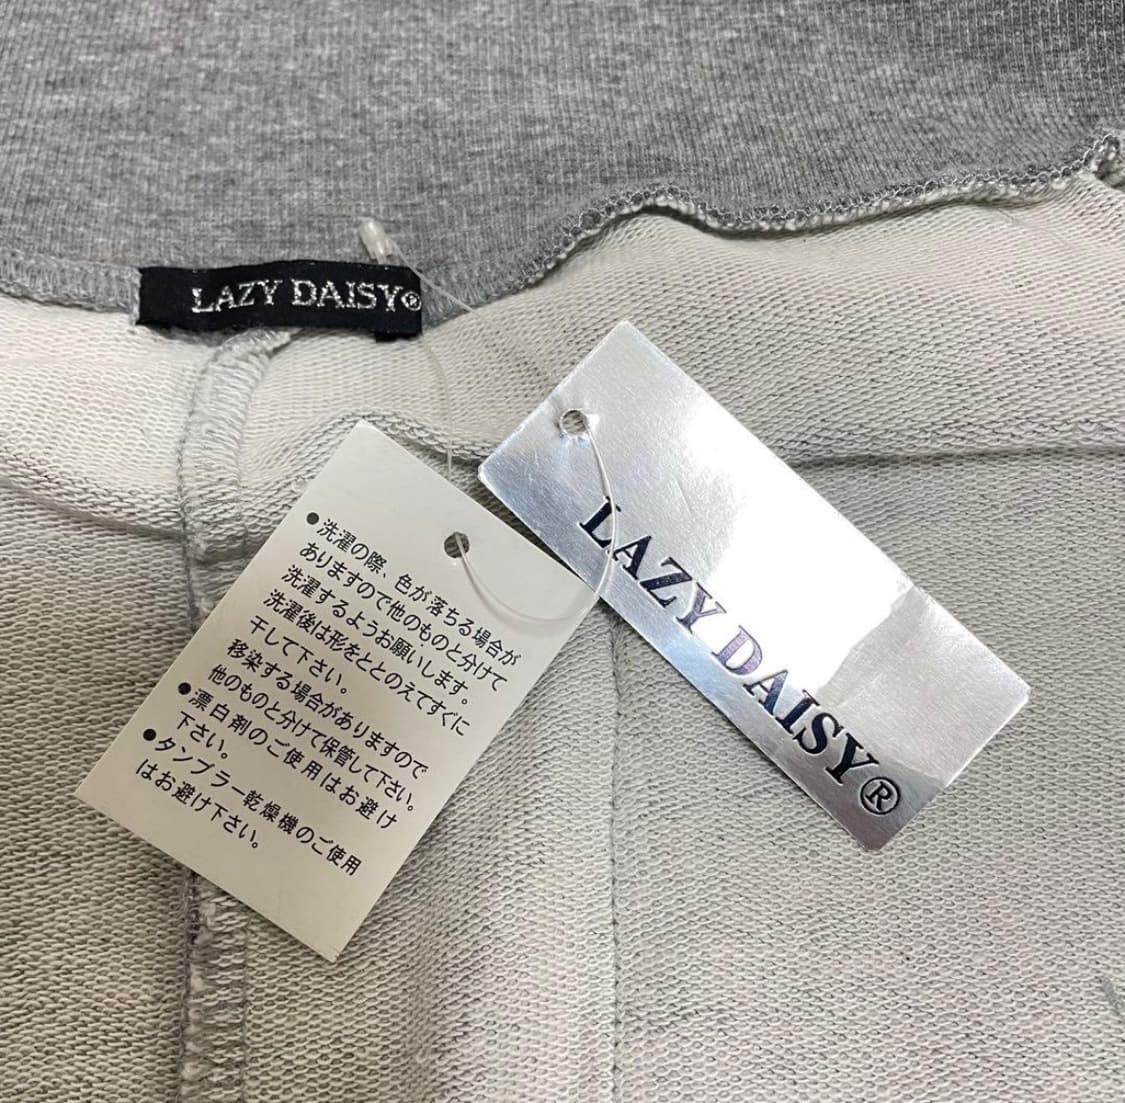 LAZY DAISY®
LAZY DAISY®
●洗濯の際、色が落ちる場合が
ありますので他のものと分けて
洗濯するようお願いします。
洗濯後は形をととのえてすぐに
干して下さい。
移染する場合がありますので
他のものと分けて保管して下さい。
●漂白剤のご使用はお避け
下さい。
●タンブラー乾燥機のご使用
はお避け下さい。